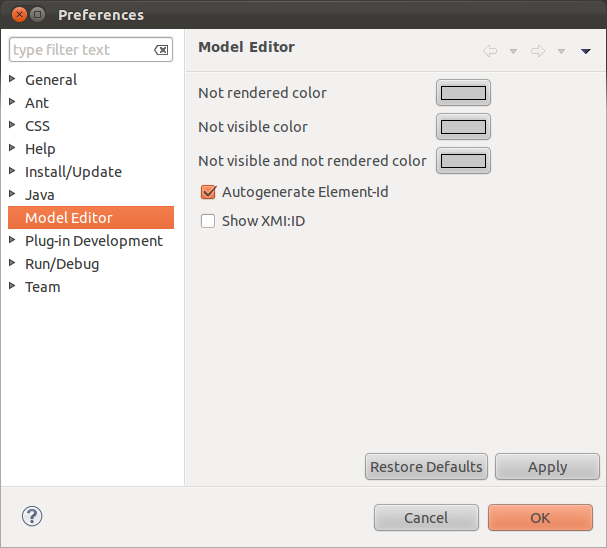 Preferences
type filter text
General
Ant
CSS
Help
Install/Update
Java
Model Editor
Plug-in Development
Run/Debug
Team
Model Editor
Not rendered color
Not visible color
Not visible and not rendered color
Autogenerate Element-Id
Show XMI:ID
Restore Defaults
Apply
?
Cancel
OK